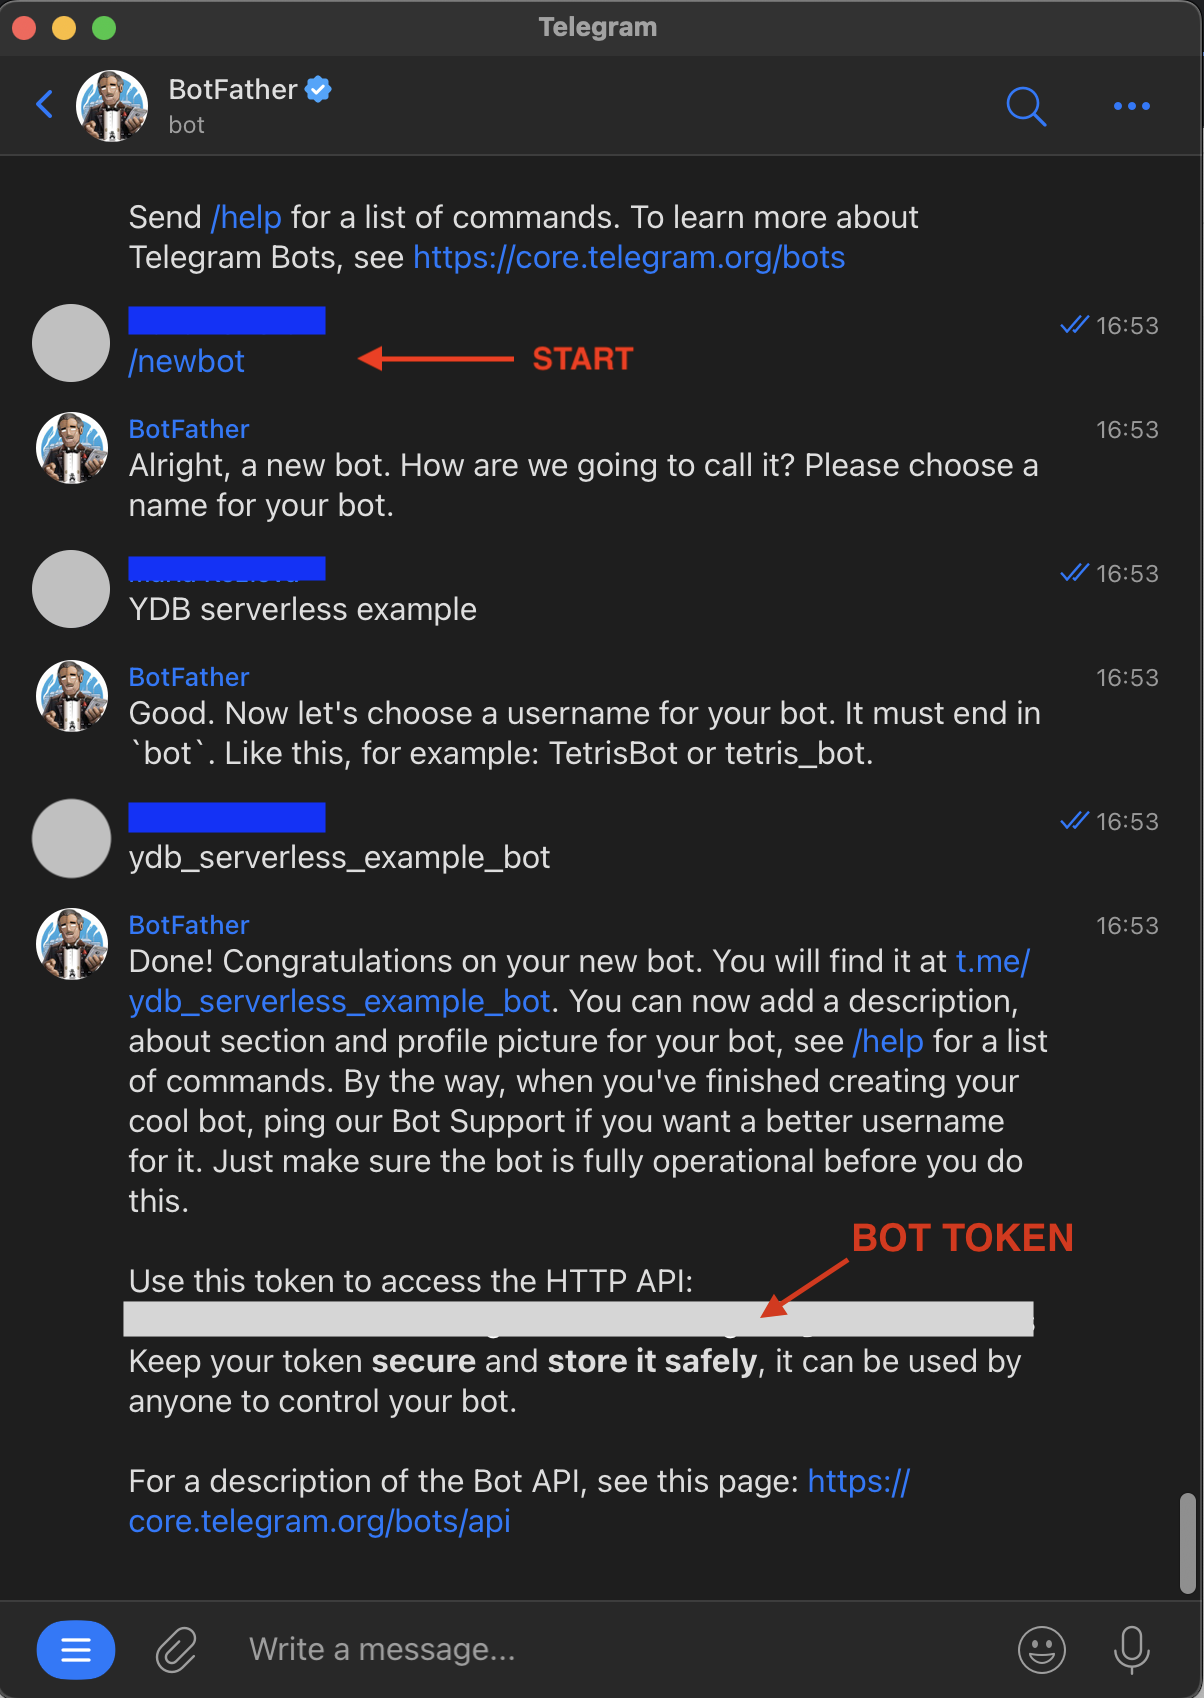 Telegram
BotFather
bot
Send /help for a list of commands. To learn more about
Telegram Bots, see https://core.telegram.org/bots
16:53
/newbot
START
BotFather
16:53
Alright, a new bot. How are we going to call it? Please choose a
name for your bot.
16:53
YDB serverless example
BotFather
16:53
Good. Now let's choose a username for your bot. It must end in
`bot`. Like this, for example: TetrisBot or tetris_bot.
16:53
ydb_serverless_example_bot
BotFather
16:53
Done! Congratulations on your new bot. You will find it at t.me/
ydb_serverless_example_bot. You can now add a description,
about section and profile picture for your bot, see /help for a list
of commands. By the way, when you've finished creating your
cool bot, ping our Bot Support if you want a better username
for it. Just make sure the bot is fully operational before you do
this.
BOT TOKEN
Use this token to access the HTTP API:
Keep your token secure and store it safely, it can be used by
anyone to control your bot.
For a description of the Bot API, see this page: https://
core.telegram.org/bots/api
Write a message...